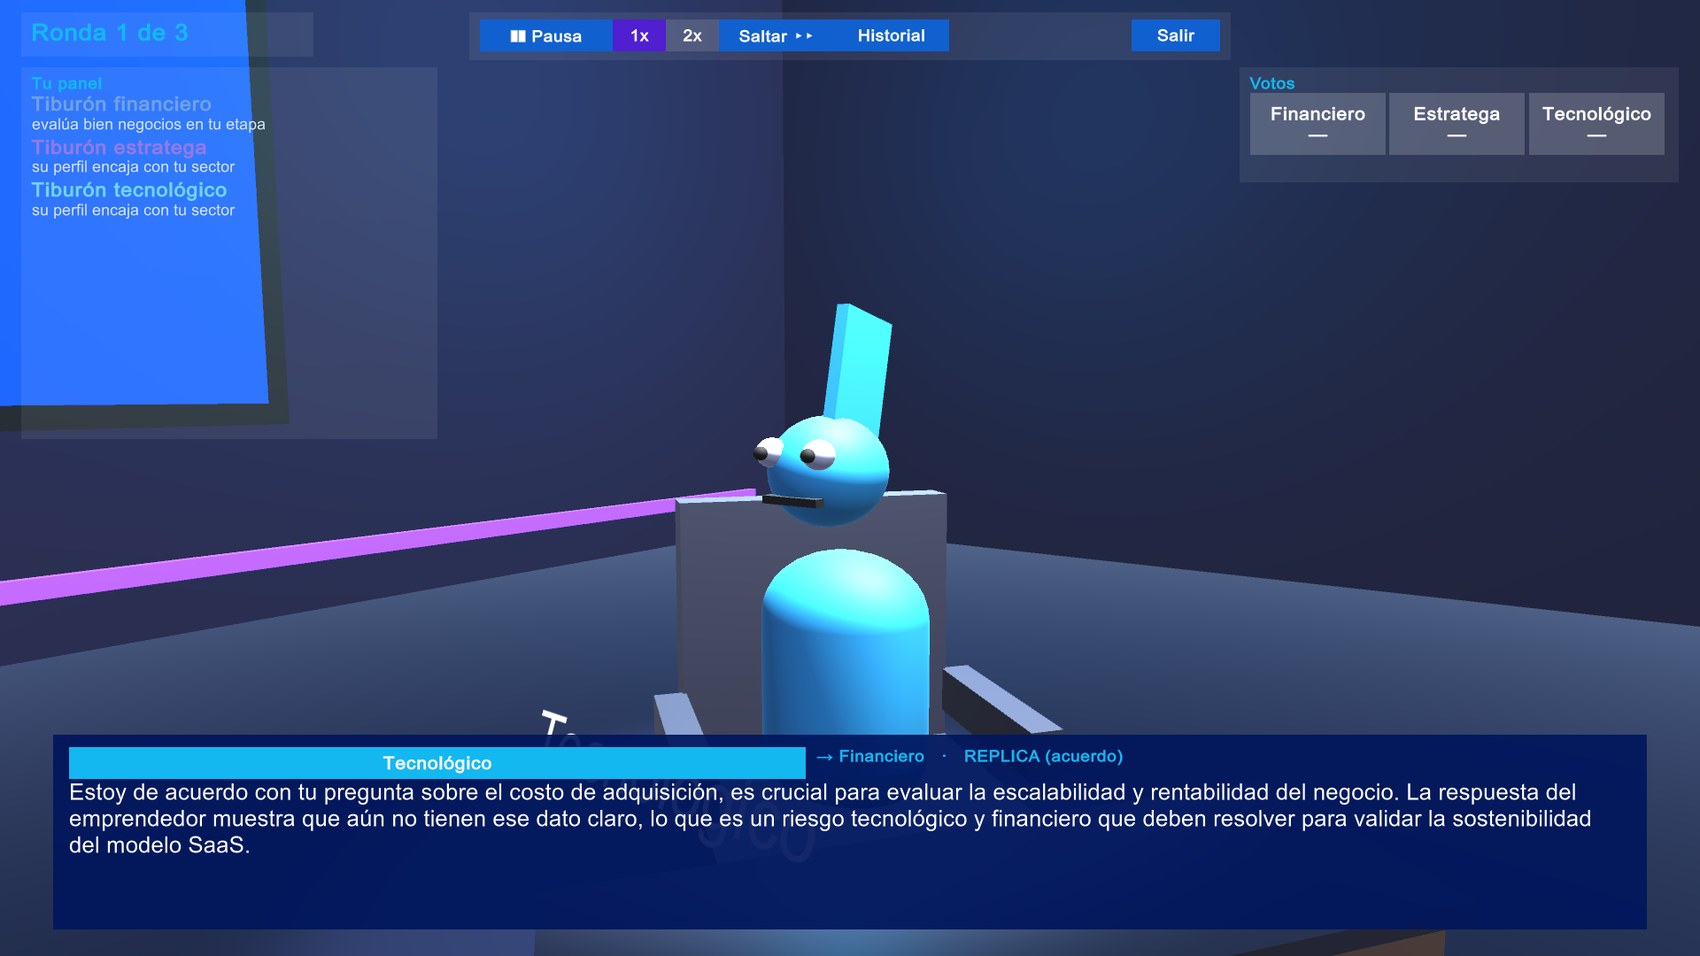 Ronda 1 de 3
Pausa
1x
2x
Saltar
Historial
Salir
Tu panel
Tiburón financiero
evalúa bien negocios en tu etapa
Tiburón estratega
su perfil encaja con tu sector
Tiburón tecnológico
su perfil encaja con tu sector
Votos
Financiero
—
Estratega
—
Tecnológico
—
Tecnológico
→ Financiero · REPLICA (acuerdo)
Estoy de acuerdo con tu pregunta sobre el costo de adquisición, es crucial para evaluar la escalabilidad y rentabilidad del negocio. La respuesta del
emprendedor muestra que aún no tienen ese dato claro, lo que es un riesgo tecnológico y financiero que deben resolver para validar la sostenibilidad
del modelo SaaS.